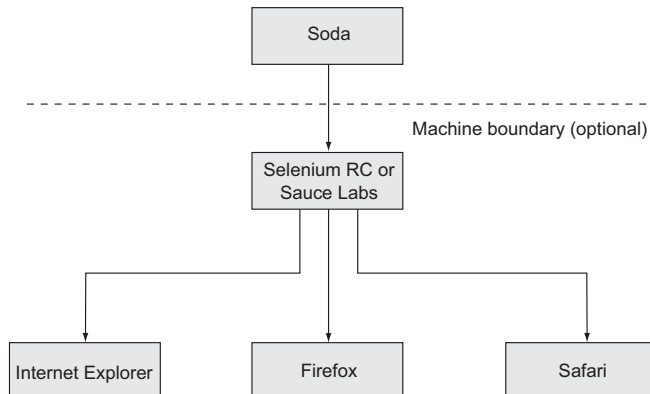 Soda
Machine boundary (optional)
Selenium RC or
Sauce Labs
Internet Explorer
Firefox
Safari